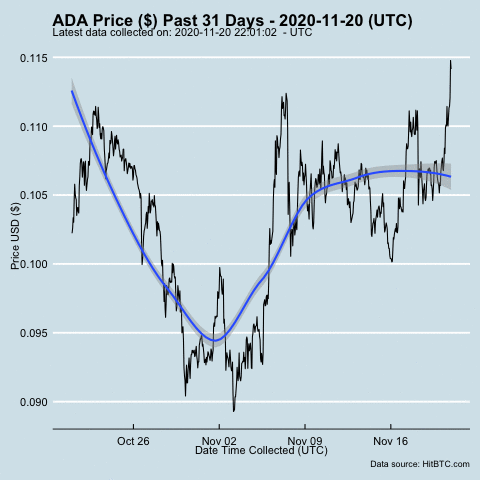 ADA Price ($) Past 31 Days - 2020-11-20 (UTC)
Latest data collected on: 2020-11-20 22:01:02 - UTC
0.115
0.110
0.105
0.100
0.095
0.090
Price USD ($)
Oct 26 Nov 02 Nov 09 Nov 16
Date Time Collected (UTC)
Data source: HitBTC.com